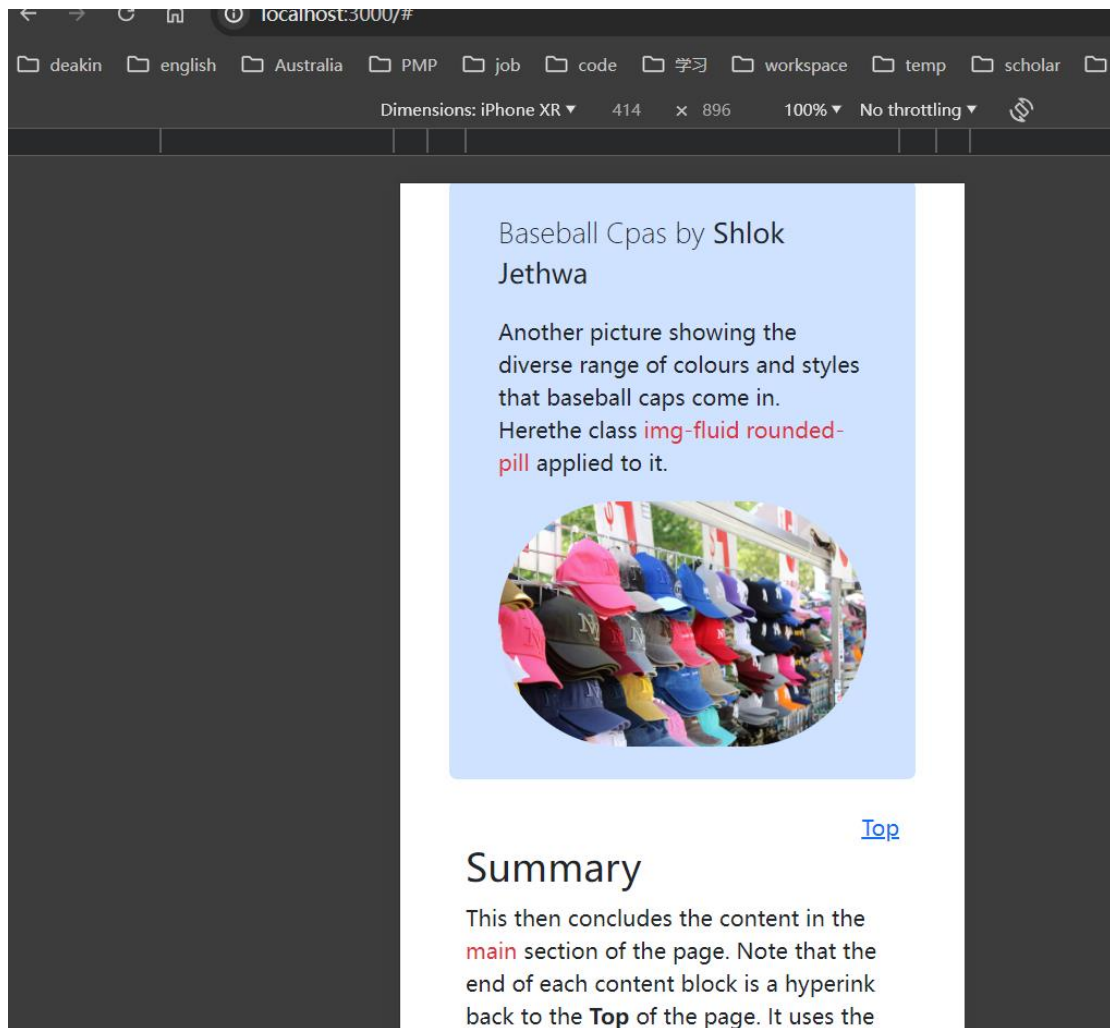 localhost:3000/#
deakin english Australia PMP job code 学习 workspace temp scholar
Dimensions: iPhone XR 414 × 896 100% No throttling
Baseball Cpas by Shlok
Jethwa
Another picture showing the
diverse range of colours and styles
that baseball caps come in.
Herethe class img-fluid rounded-
pill applied to it.
Top
Summary
This then concludes the content in the
main section of the page. Note that the
end of each content block is a hyperink
back to the Top of the page. It uses the